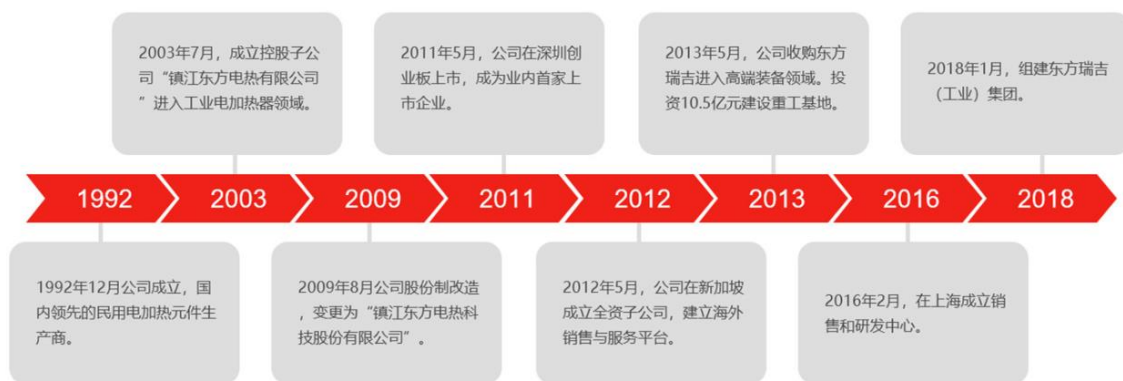 2003年7月，成立控股子公
司“镇江东方电热有限公司
”进入工业电加热器领域。
2011年5月，公司在深圳创
业板上市，成为业内首家上
市企业。
2013年5月，公司收购东方
瑞吉进入高端装备领域。投
资10.5亿元建设重工基地。
2018年1月，组建东方瑞吉
（工业）集团。
1992
2003
2009
2011
2012
2013
2016
2018
1992年12月公司成立，国
内领先的民用电加热元件生
产商。
2009年8月公司股份制改造
，变更为“镇江东方电热科
技股份有限公司”。
2012年5月，公司在新加坡
成立全资子公司，建立海外
销售与服务平台。
2016年2月，在上海成立销
售和研发中心。